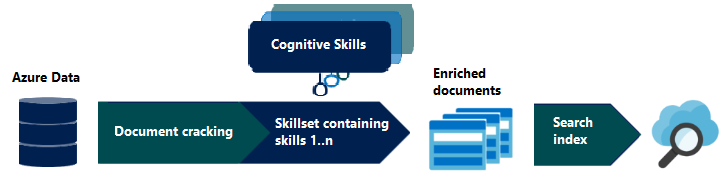 Cognitive Skills
Azure Data
Document cracking
Skillset containing
skills 1..n
Enriched
documents
Search
index